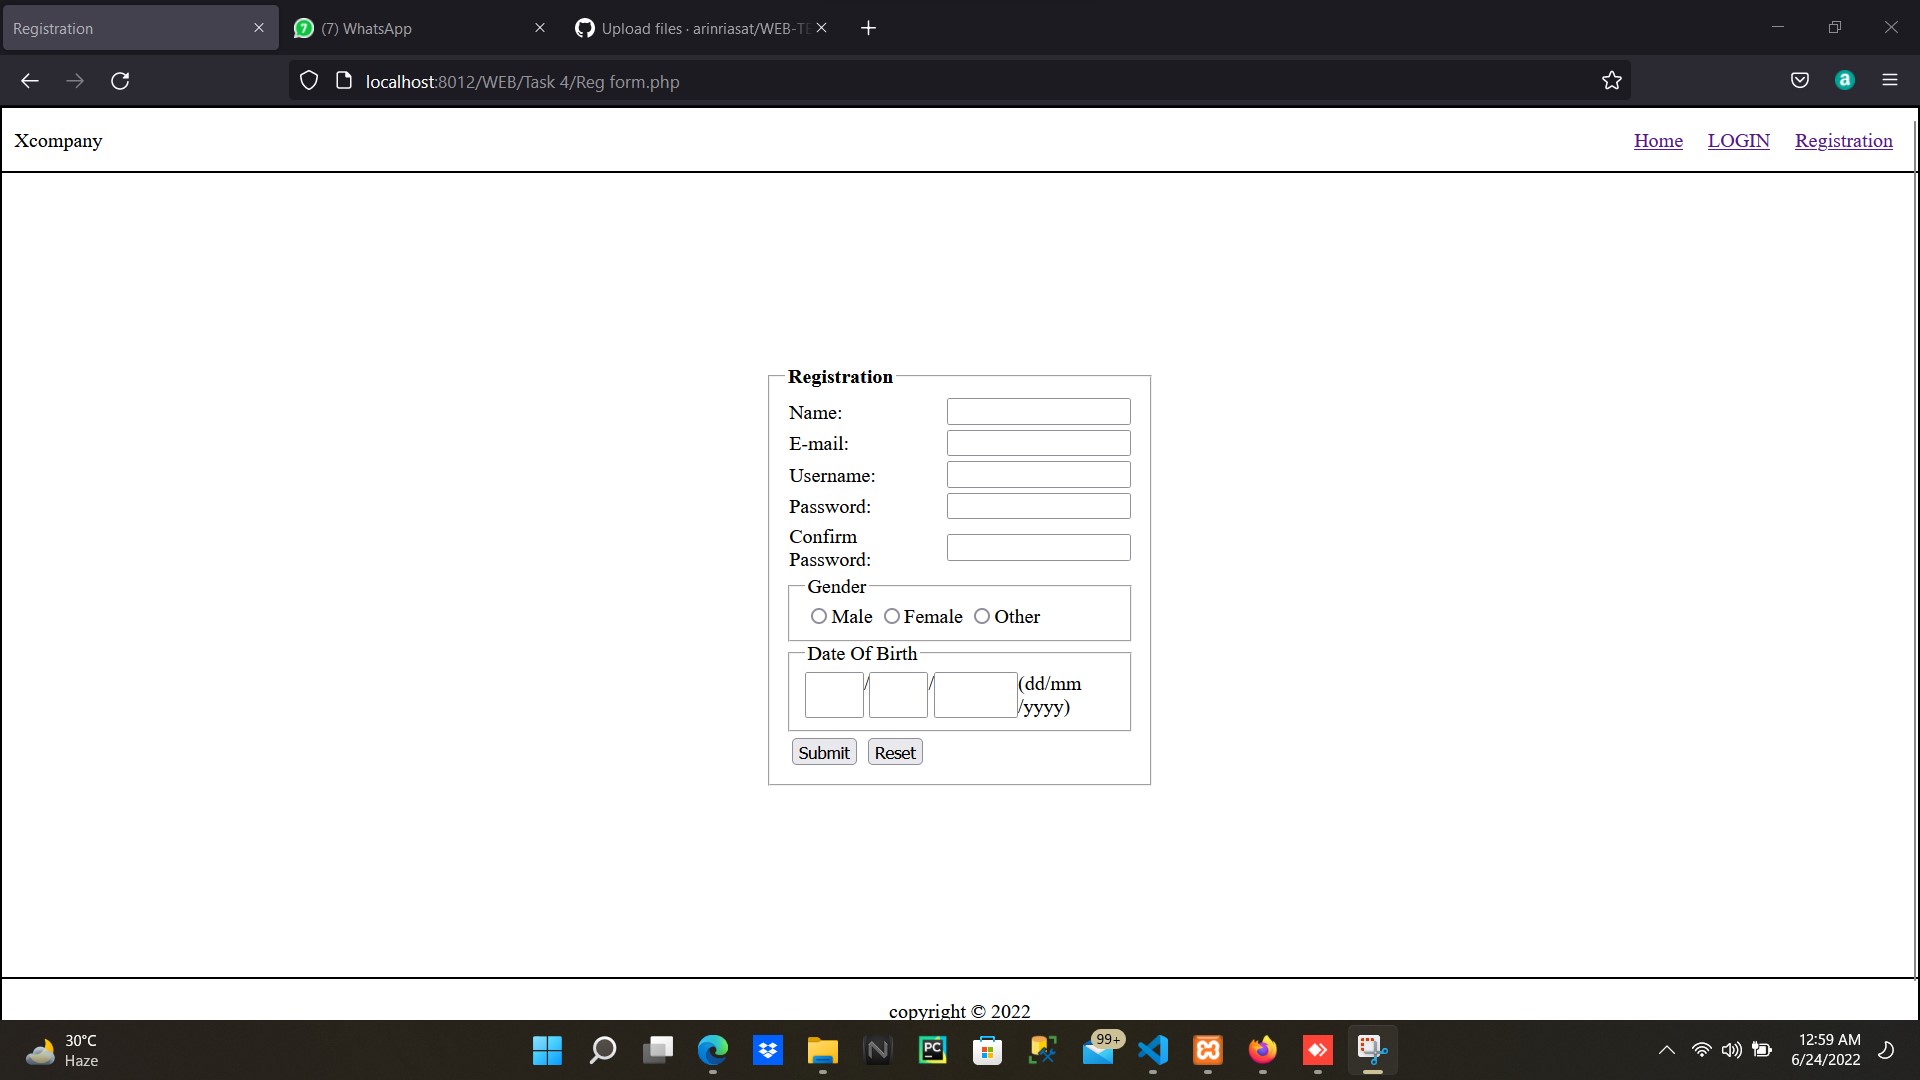 Registration
(7) WhatsApp
Upload files · arinriasat/WEB-TE
localhost:8012/WEB/Task 4/Reg form.php
a
Xcompany
Home LOGIN Registration
Registration
Name:
E-mail:
Username:
Password:
Confirm
Password:
Gender
Male Female Other
Date Of Birth
/ / (dd/mm
/yyyy)
Submit Reset
copyright © 2022
30°C
Haze
N
PC
99+
12:59 AM
6/24/2022